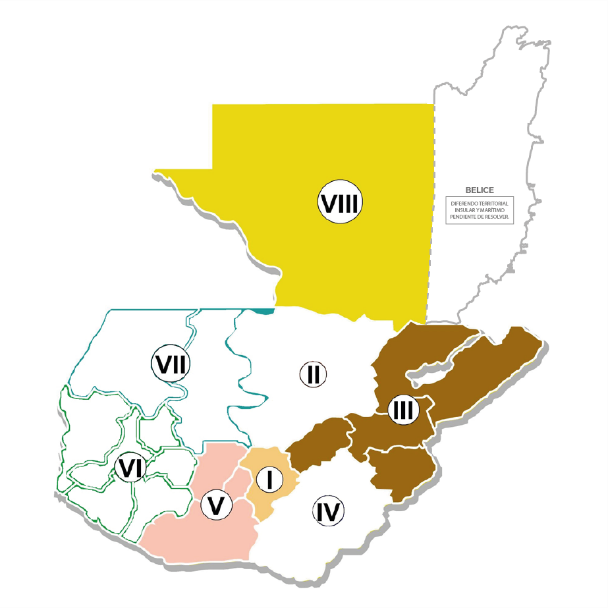 BELICE
DIFERENDO TERRITORIAL
INSULAR Y MARÍTIMO
PENDIENTE DE RESOLVER.
VIII
VII
II
III
VI
I
V
IV